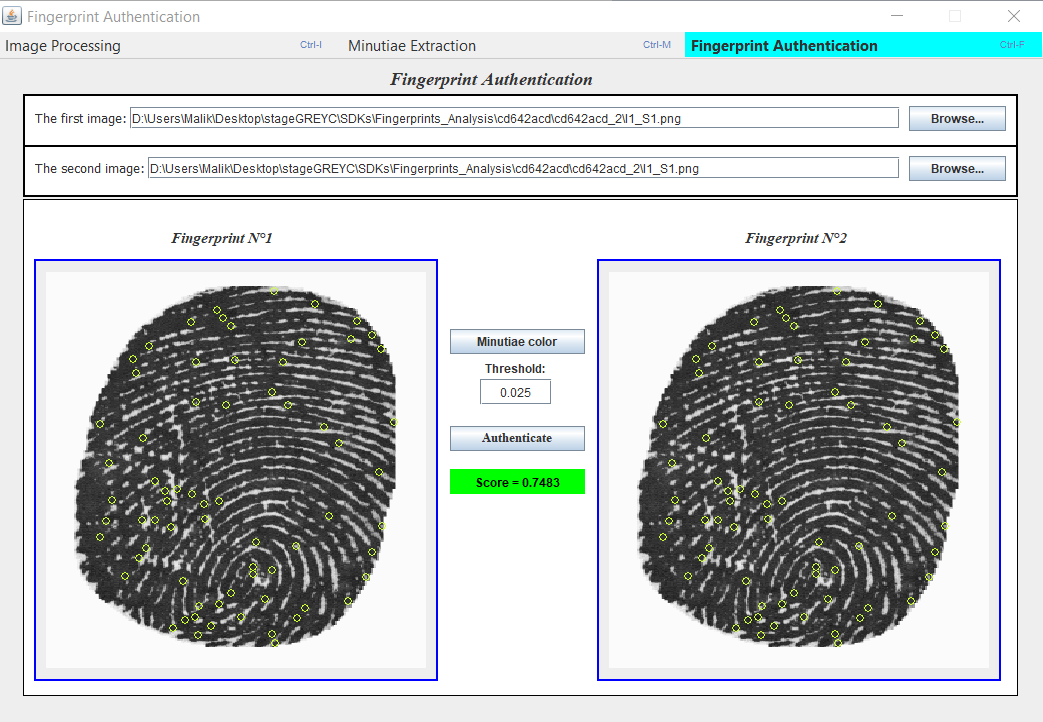 Fingerprint Authentication
Image Processing Ctrl-I Minutiae Extraction Ctrl-M Fingerprint Authentication Ctrl-F
Fingerprint Authentication
The first image: D:\Users\Malik\Desktop\stageGREYC\SDKs\Fingerprints_Analysis\cd642acd\cd642acd_2\I1_S1.png Browse...
The second image: D:\Users\Malik\Desktop\stageGREYC\SDKs\Fingerprints_Analysis\cd642acd\cd642acd_2\I1_S1.png Browse...
Fingerprint N°1 Fingerprint N°2
Minutiae color
Threshold:
0.025
Authenticate
Score = 0.7483